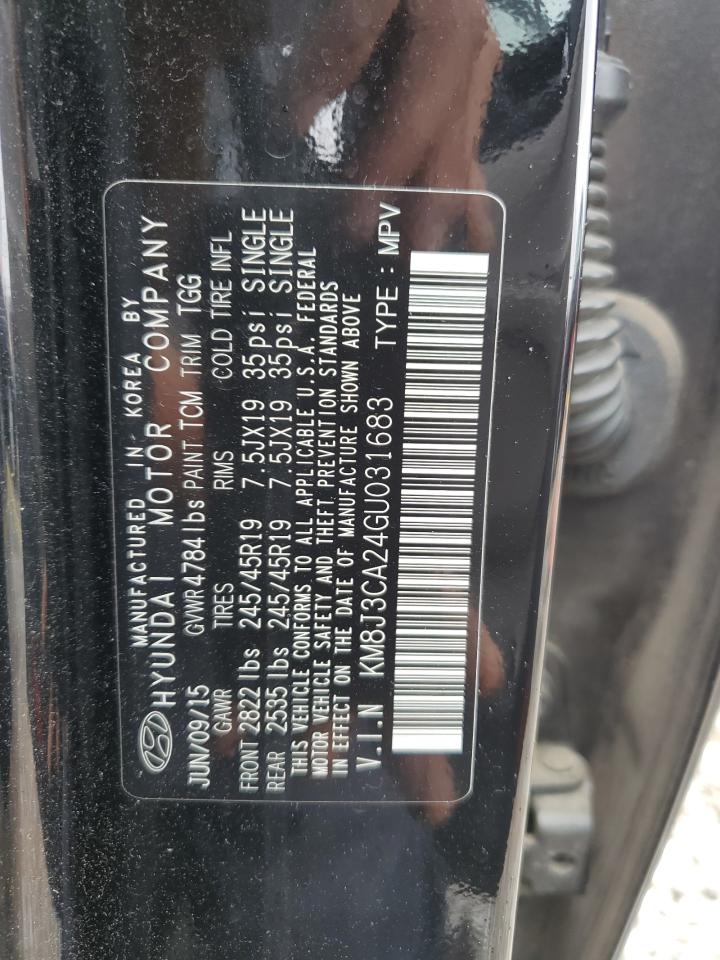 MANUFACTURED IN KOREA BY
HYUNDAI MOTOR COMPANY
JUN/09/15 GVWR4784lbs PAINT TCM TRIM TGG
GAWR TIRES RIMS COLD TIRE INFL
FRONT 2822 lbs 245/45R19 7.5JX19 35psi SINGLE
REAR 2535 lbs 245/45R19 7.5JX19 35psi SINGLE
THIS VEHICLE CONFORMS TO ALL APPLICABLE U.S.A. FEDERAL
MOTOR VEHICLE SAFETY AND THEFT PREVENTION STANDARDS
IN EFFECT ON THE DATE OF MANUFACTURE SHOWN ABOVE
V.I.N KM8J3CA24GU031683 TYPE : MPV